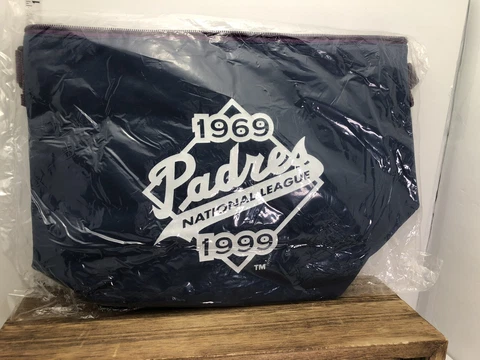 1969
Padres
NATIONAL LEAGUE
1999
TM